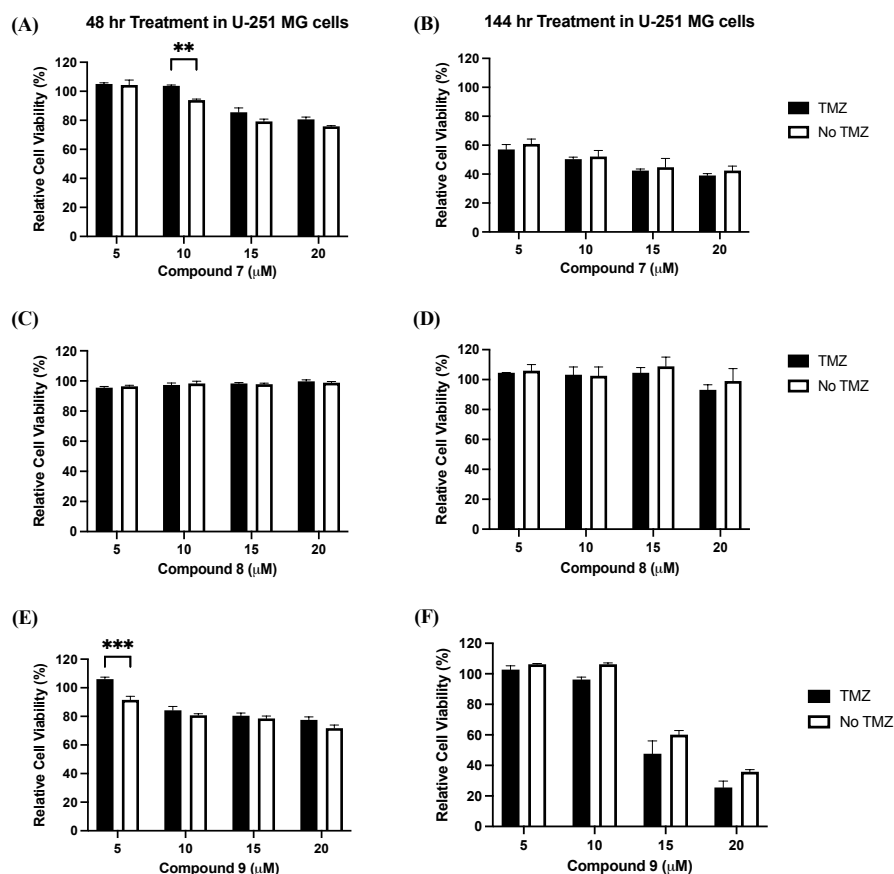 48 hr Treatment in U-251 MG cells
144 hr Treatment in U-251 MG cells
(A)
**
Relative Cell Viability (%)
120
100
80
60
40
20
0
5 10 15 20
Compound 7 (μM)
(B)
Relative Cell Viability (%)
120
100
80
60
40
20
0
5 10 15 20
Compound 7 (μM)
TMZ
No TMZ
(C)
Relative Cell Viability (%)
120
100
80
60
40
20
0
5 10 15 20
Compound 8 (μM)
(D)
Relative Cell Viability (%)
120
100
80
60
40
20
0
5 10 15 20
Compound 8 (μM)
TMZ
No TMZ
(E)
***
Relative Cell Viability (%)
120
100
80
60
40
20
0
5 10 15 20
Compound 9 (μM)
(F)
Relative Cell Viability (%)
120
100
80
60
40
20
0
5 10 15 20
Compound 9 (μM)
TMZ
No TMZ